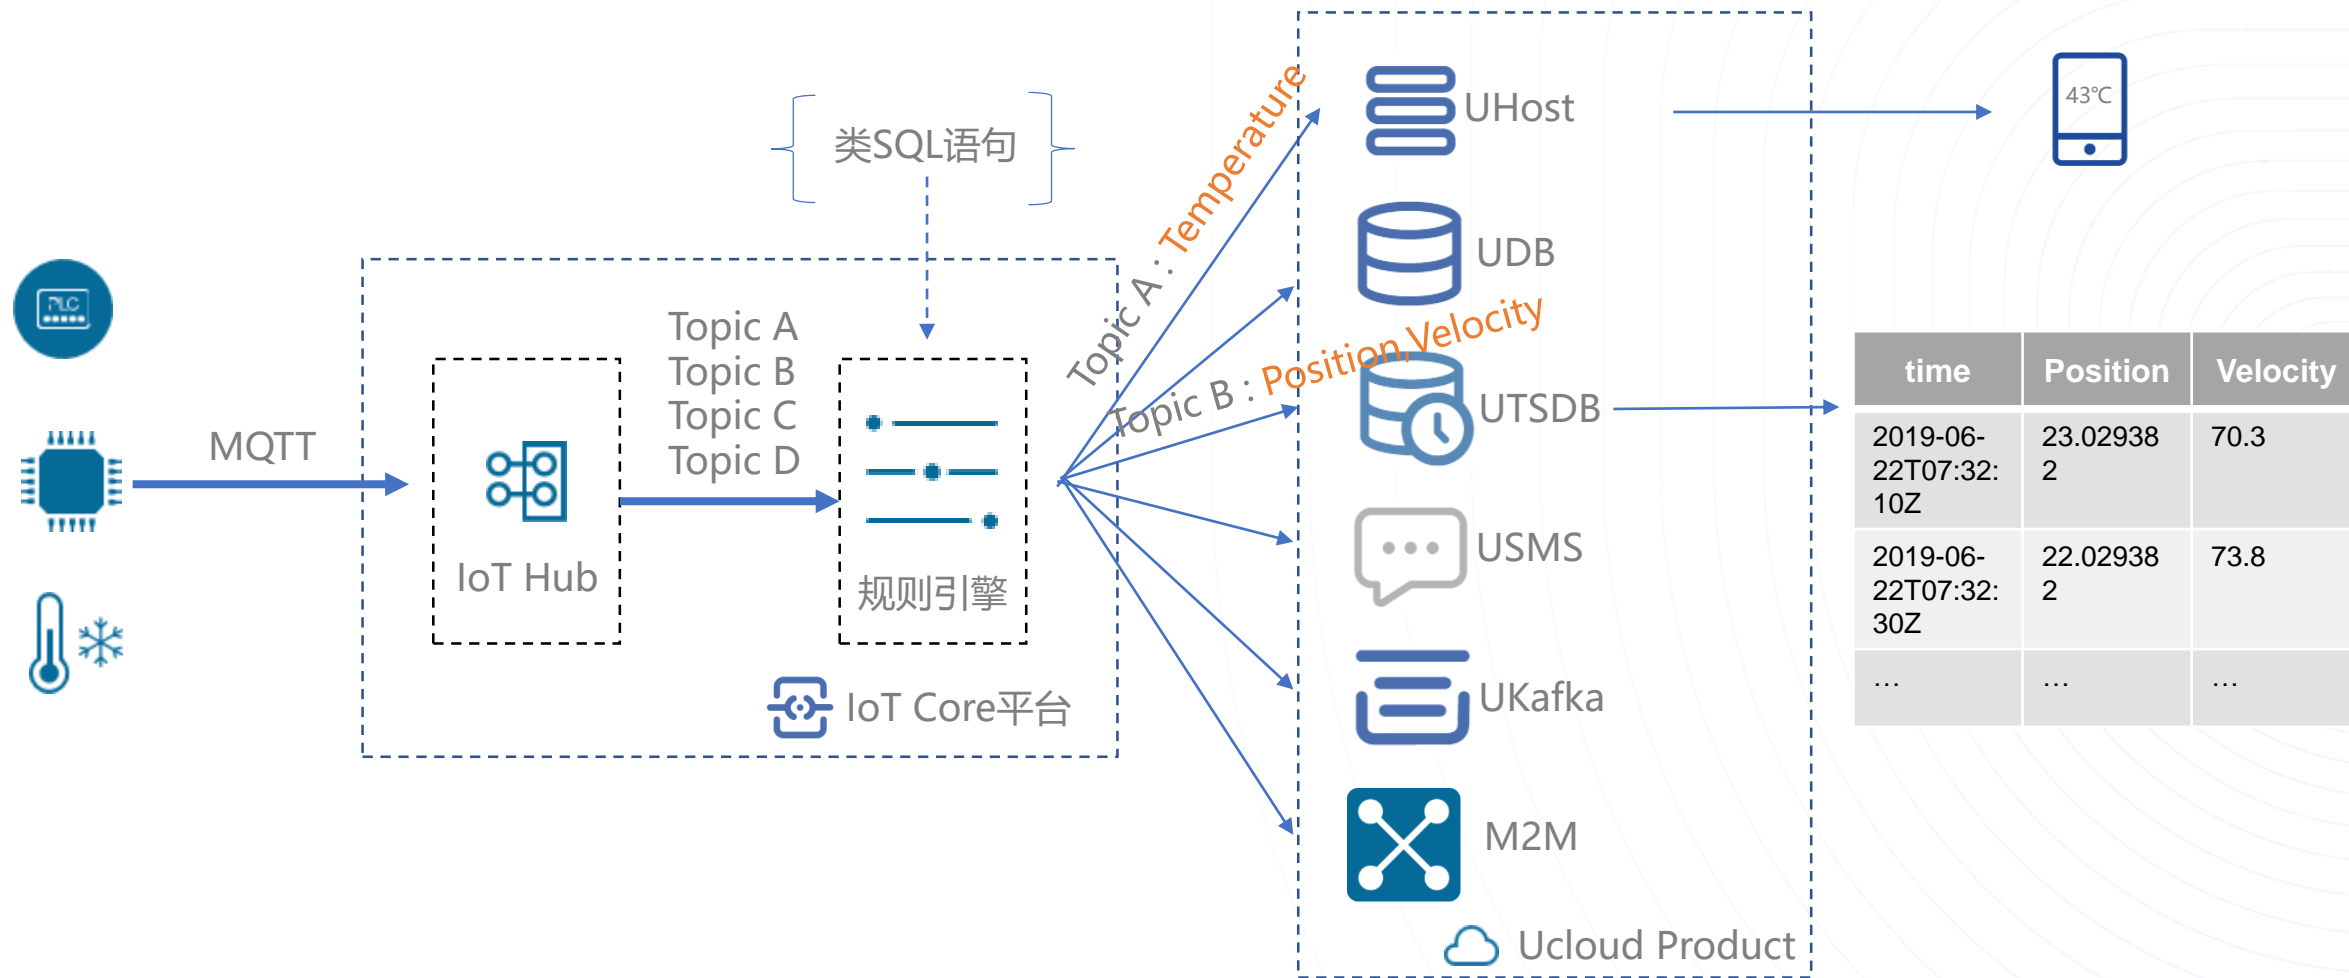 PLC
MQTT
类SQL语句
Topic A
Topic B
Topic C
Topic D
IoT Hub
规则引擎
IoT Core平台
Topic A : Temperature
Topic B : Position,Velocity
UHost
UDB
UTSDB
USMS
UKafka
M2M
Ucloud Product
43℃
time Position Velocity
2019-06- 23.02938 70.3
22T07:32: 2
10Z
2019-06- 22.02938 73.8
22T07:32: 2
30Z
… … …